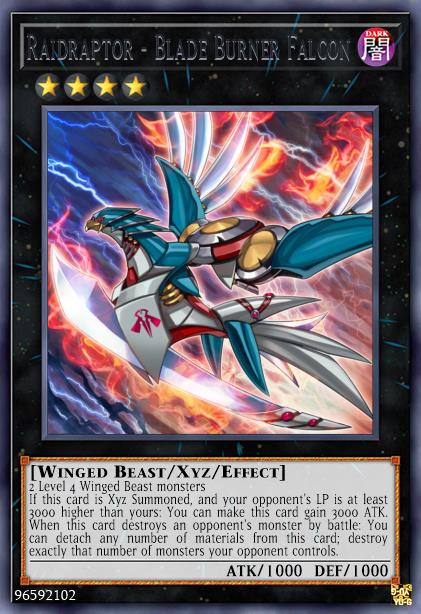 Raidraptor - Blade Burner Falcon
DARK
闇
[Winged Beast/Xyz/Effect]
2 Level 4 Winged Beast monsters
If this card is Xyz Summoned, and your opponent's LP is at least
3000 higher than yours: You can make this card gain 3000 ATK.
When this card destroys an opponent's monster by battle: You
can detach any number of materials from this card; destroy
exactly that number of monsters your opponent controls.
ATK/1000 DEF/1000
96592102